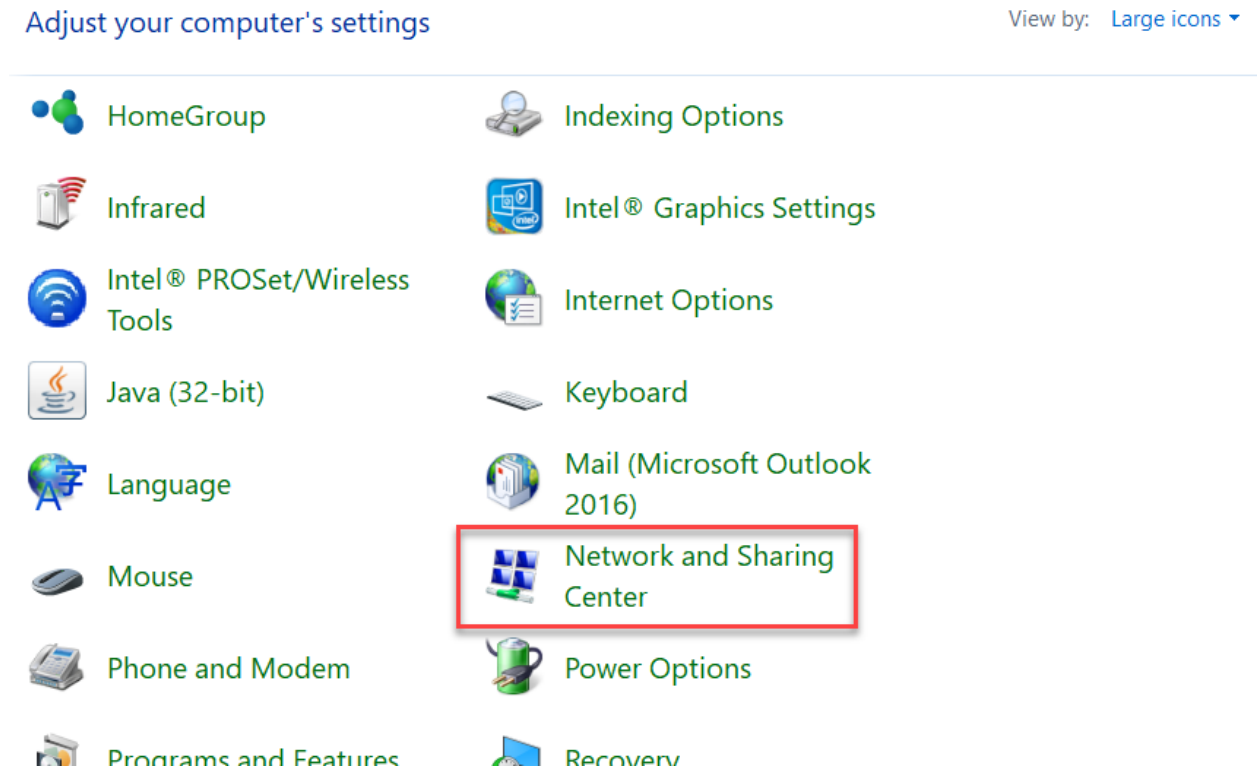 Adjust your computer's settings
View by: Large icons
HomeGroup
Indexing Options
Infrared
Intel® Graphics Settings
Intel® PROSet/Wireless
Tools
Internet Options
Java (32-bit)
Keyboard
Language
Mail (Microsoft Outlook
2016)
Mouse
Network and Sharing
Center
Phone and Modem
Power Options
Programs and Features
Recovery